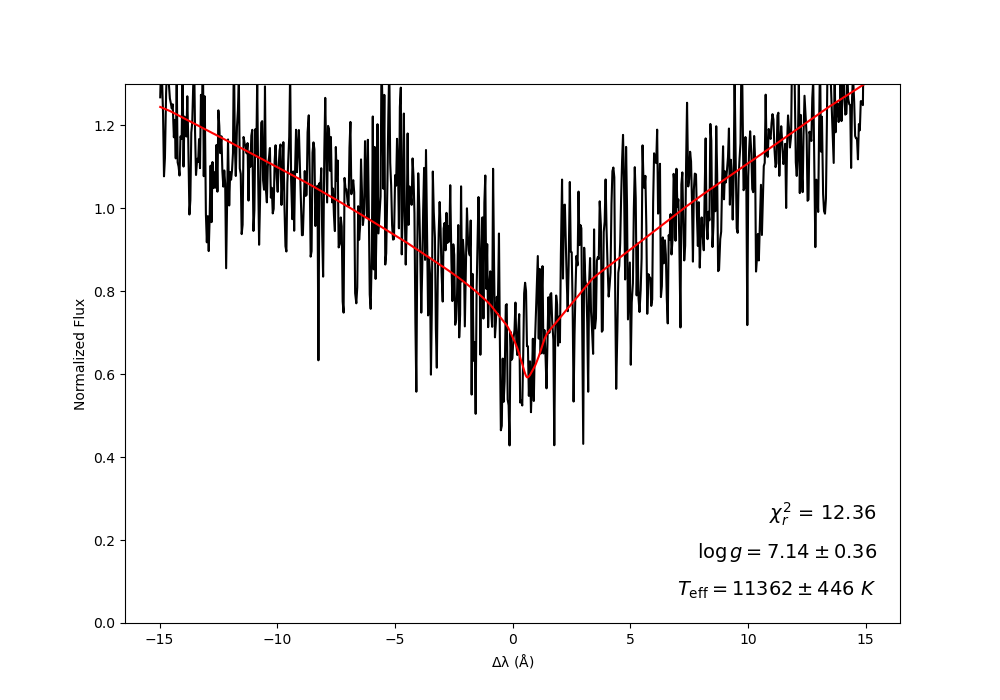 1.2
1.0
0.8
0.6
0.4
0.2
0.0
Normalized Flux
χ²ᵣ = 12.36
log g = 7.14 ± 0.36
T_eff = 11362 ± 446 K
−15 −10 −5 0 5 10 15
Δλ (Å)